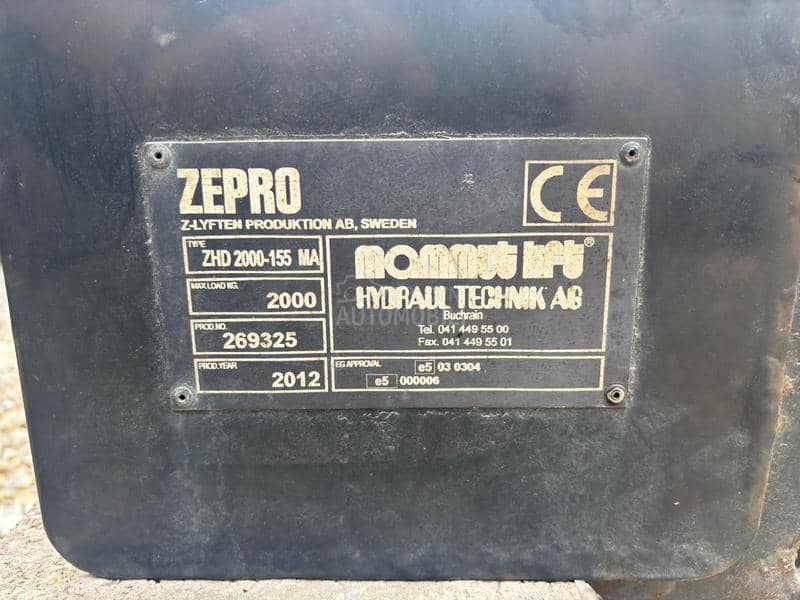 ZEPRO
Z-LYFTEN PRODUKTION AB, SWEDEN
CE
TYPE
ZHD 2000-155 MA
MAX LOAD KG.
2000
PROD.NO.
269325
PROD.YEAR
2012
mammut lift®
HYDRAULTECHNIK AG
Buchrain
Tel. 041 449 55 00
Fax. 041 449 55 01
EG APPROVAL e5 03 0304
e5 000006